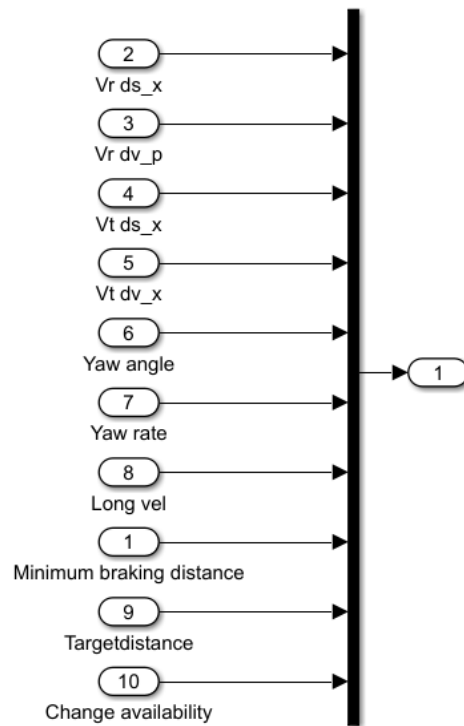 2
Vr ds_x
3
Vr dv_p
4
Vt ds_x
5
Vt dv_x
6
Yaw angle
1
7
Yaw rate
8
Long vel
1
Minimum braking distance
9
Targetdistance
10
Change availability